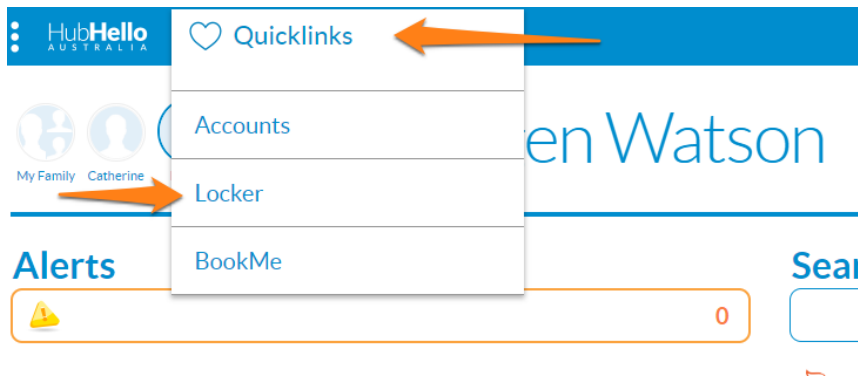 HubHello
AUSTRALIA
Quicklinks
Accounts
en Watson
My Family
Catherine
Locker
BookMe
Alerts
Sear
0